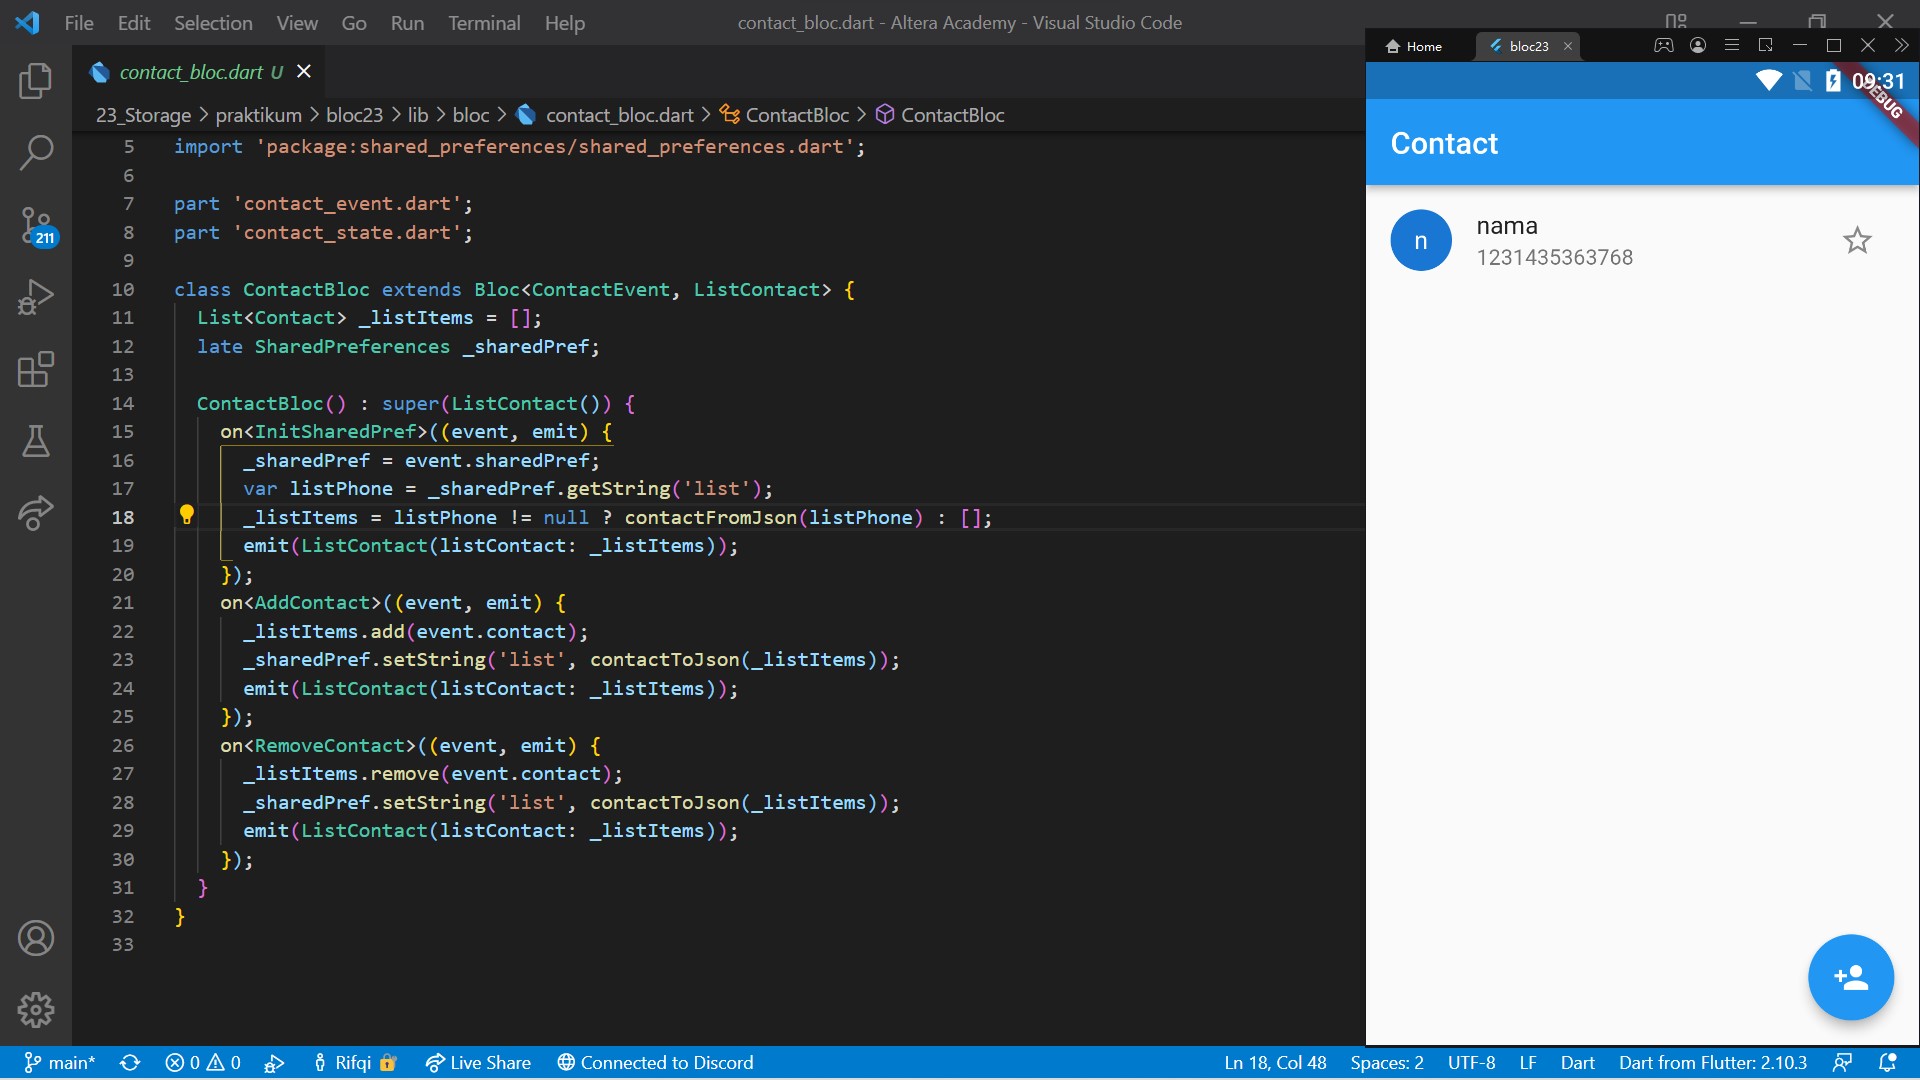 File Edit Selection View Go Run Terminal Help
contact_bloc.dart - Altera Academy - Visual Studio Code
contact_bloc.dart U
23_Storage > praktikum > bloc23 > lib > bloc > contact_bloc.dart > ContactBloc > ContactBloc
211
5 import 'package:shared_preferences/shared_preferences.dart';
6
7 part 'contact_event.dart';
8 part 'contact_state.dart';
9
10 class ContactBloc extends Bloc<ContactEvent, ListContact> {
11 List<Contact> _listItems = [];
12 late SharedPreferences _sharedPref;
13
14 ContactBloc() : super(ListContact()) {
15 on<InitSharedPref>((event, emit) {
16 _sharedPref = event.sharedPref;
17 var listPhone = _sharedPref.getString('list');
18 _listItems = listPhone != null ? contactFromJson(listPhone) : [];
19 emit(ListContact(listContact: _listItems));
20 });
21 on<AddContact>((event, emit) {
22 _listItems.add(event.contact);
23 _sharedPref.setString('list', contactToJson(_listItems));
24 emit(ListContact(listContact: _listItems));
25 });
26 on<RemoveContact>((event, emit) {
27 _listItems.remove(event.contact);
28 _sharedPref.setString('list', contactToJson(_listItems));
29 emit(ListContact(listContact: _listItems));
30 });
31 }
32 }
33
Home bloc23
09:31
DEBUG
Contact
n
nama
1231435363768
main* 0 0 Rifqi Live Share Connected to Discord Ln 18, Col 48 Spaces: 2 UTF-8 LF Dart Dart from Flutter: 2.10.3